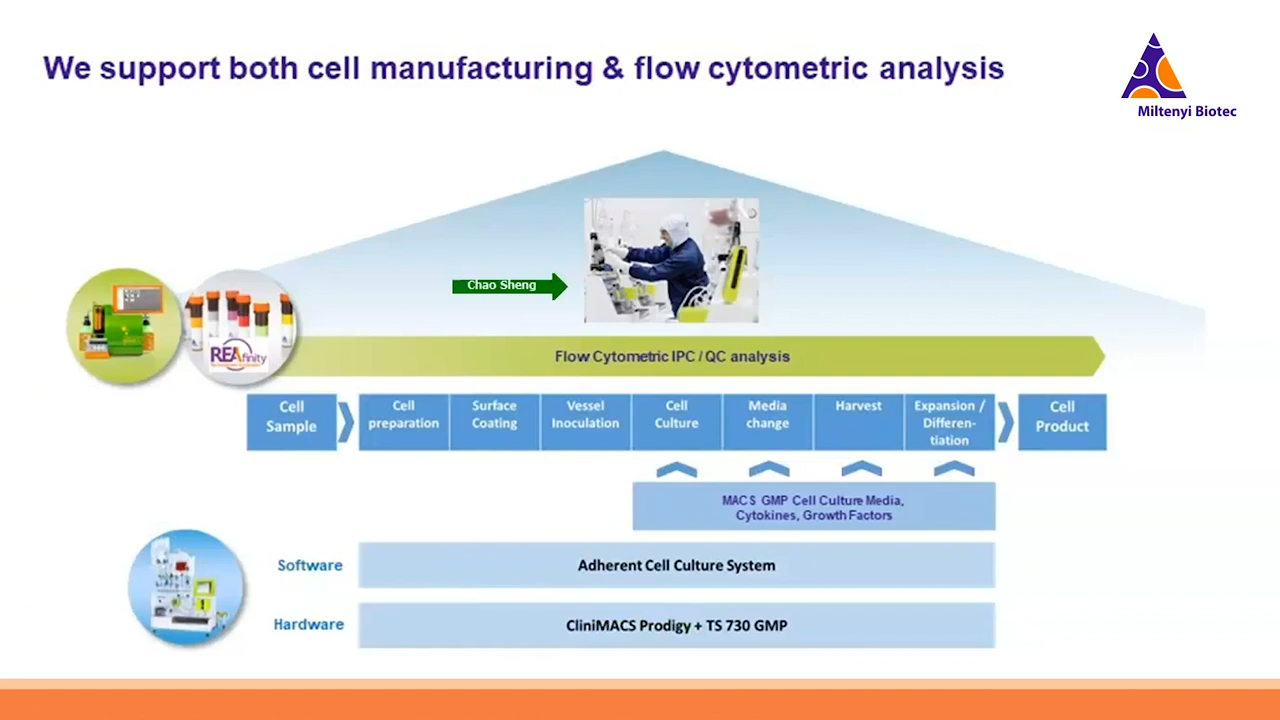 We support both cell manufacturing & flow cytometric analysis
Miltenyi Biotec
Chao Sheng
REAfinity
Flow Cytometric IPC / QC analysis
Cell
Sample
Cell
preparation
Surface
Coating
Vessel
Inoculation
Cell
Culture
Media
change
Harvest
Expansion /
Differen-
tiation
Cell
Product
MACS GMP Cell Culture Media,
Cytokines, Growth Factors
Software
Adherent Cell Culture System
Hardware
CliniMACS Prodigy + TS 730 GMP